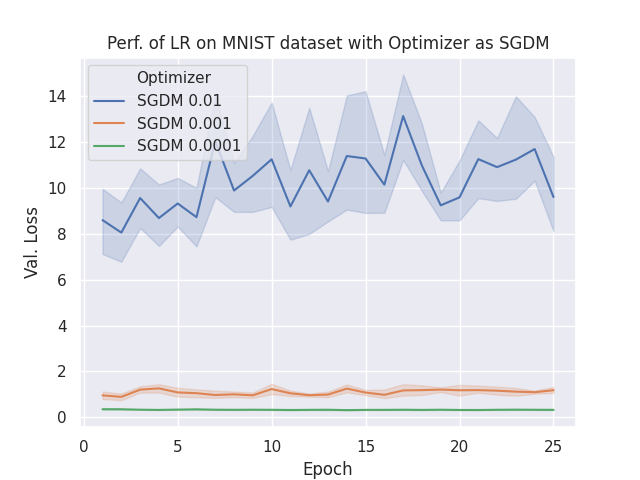 Perf. of LR on MNIST dataset with Optimizer as SGDM
Optimizer
SGDM 0.01
SGDM 0.001
SGDM 0.0001
Val. Loss
14
12
10
8
6
4
2
0
0 5 10 15 20 25
Epoch